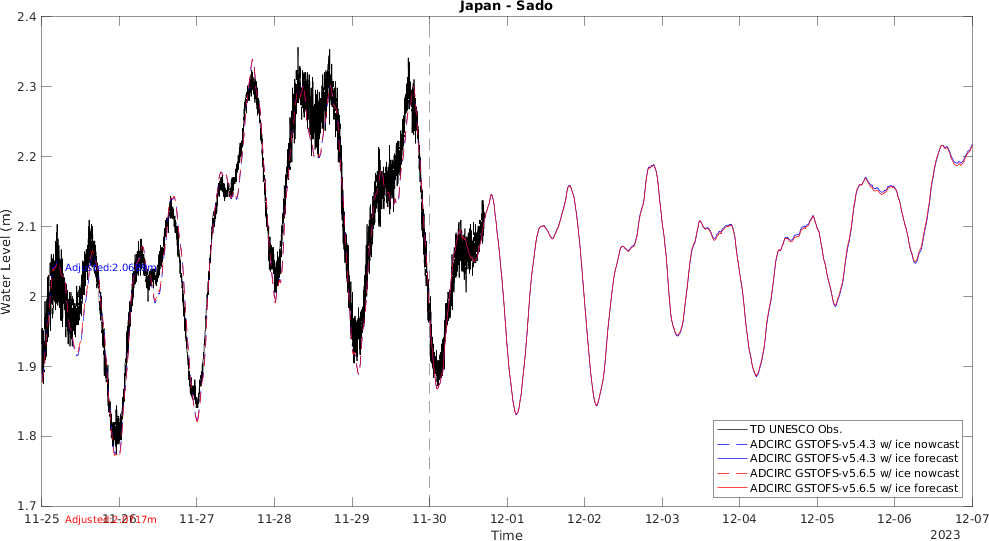 Japan - Sado
Water Level (m)
2.4
2.3
2.2
2.1
2
1.9
1.8
1.7
TD UNESCO Obs.
ADCIRC GSTOFS-v5.4.3 w/ ice nowcast
ADCIRC GSTOFS-v5.4.3 w/ ice forecast
ADCIRC GSTOFS-v5.6.5 w/ ice nowcast
ADCIRC GSTOFS-v5.6.5 w/ ice forecast
11-25 11-26 11-27 11-28 11-29 11-30 12-01 12-02 12-03 12-04 12-05 12-06 12-07
Time
2023